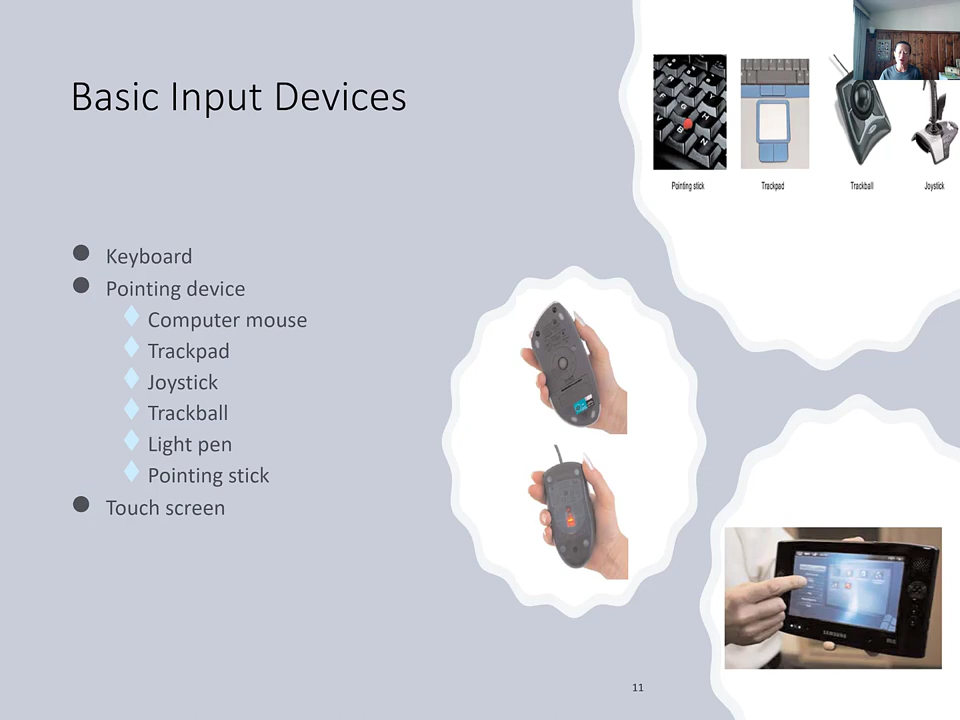 Basic Input Devices
Keyboard
Pointing device
Computer mouse
Trackpad
Joystick
Trackball
Light pen
Pointing stick
Touch screen
Pointing stick
Trackpad
Trackball
Joystick
SAMSUNG
11